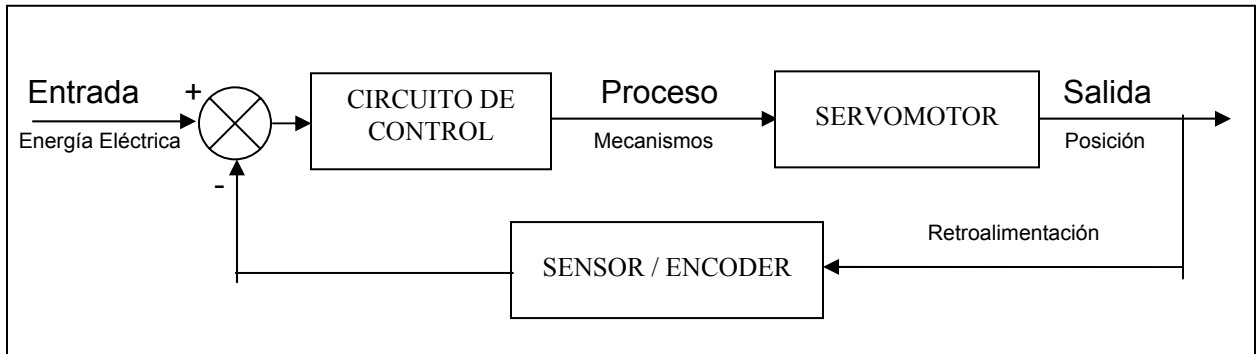 Entrada
Energía Eléctrica
+
-
CIRCUITO DE
CONTROL
Proceso
Mecanismos
SERVOMOTOR
Salida
Posición
Retroalimentación
SENSOR / ENCODER